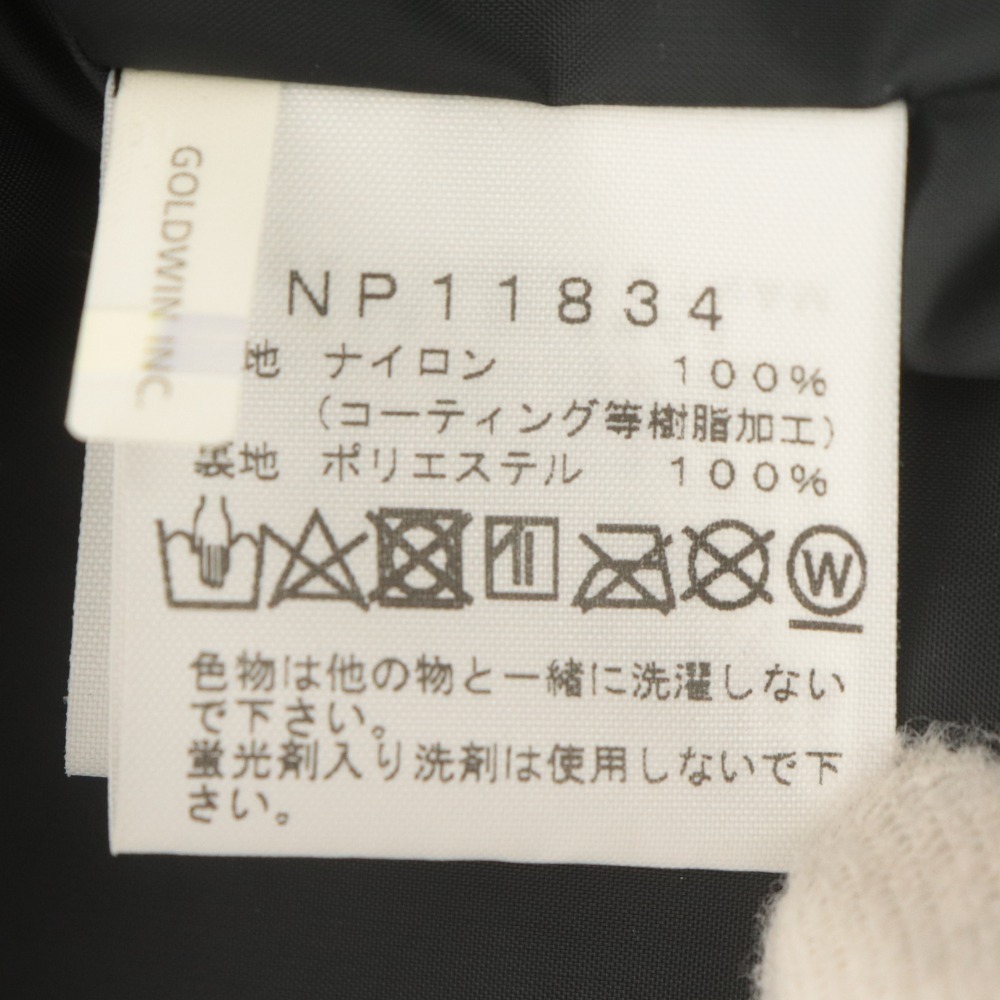 GOLDWIN INC.
NP11834
地 ナイロン 100%
(コーティング等樹脂加工)
裏地 ポリエステル 100%
W
色物は他の物と一緒に洗濯しない
で下さい。
蛍光剤入り洗剤は使用しないで下
さい。